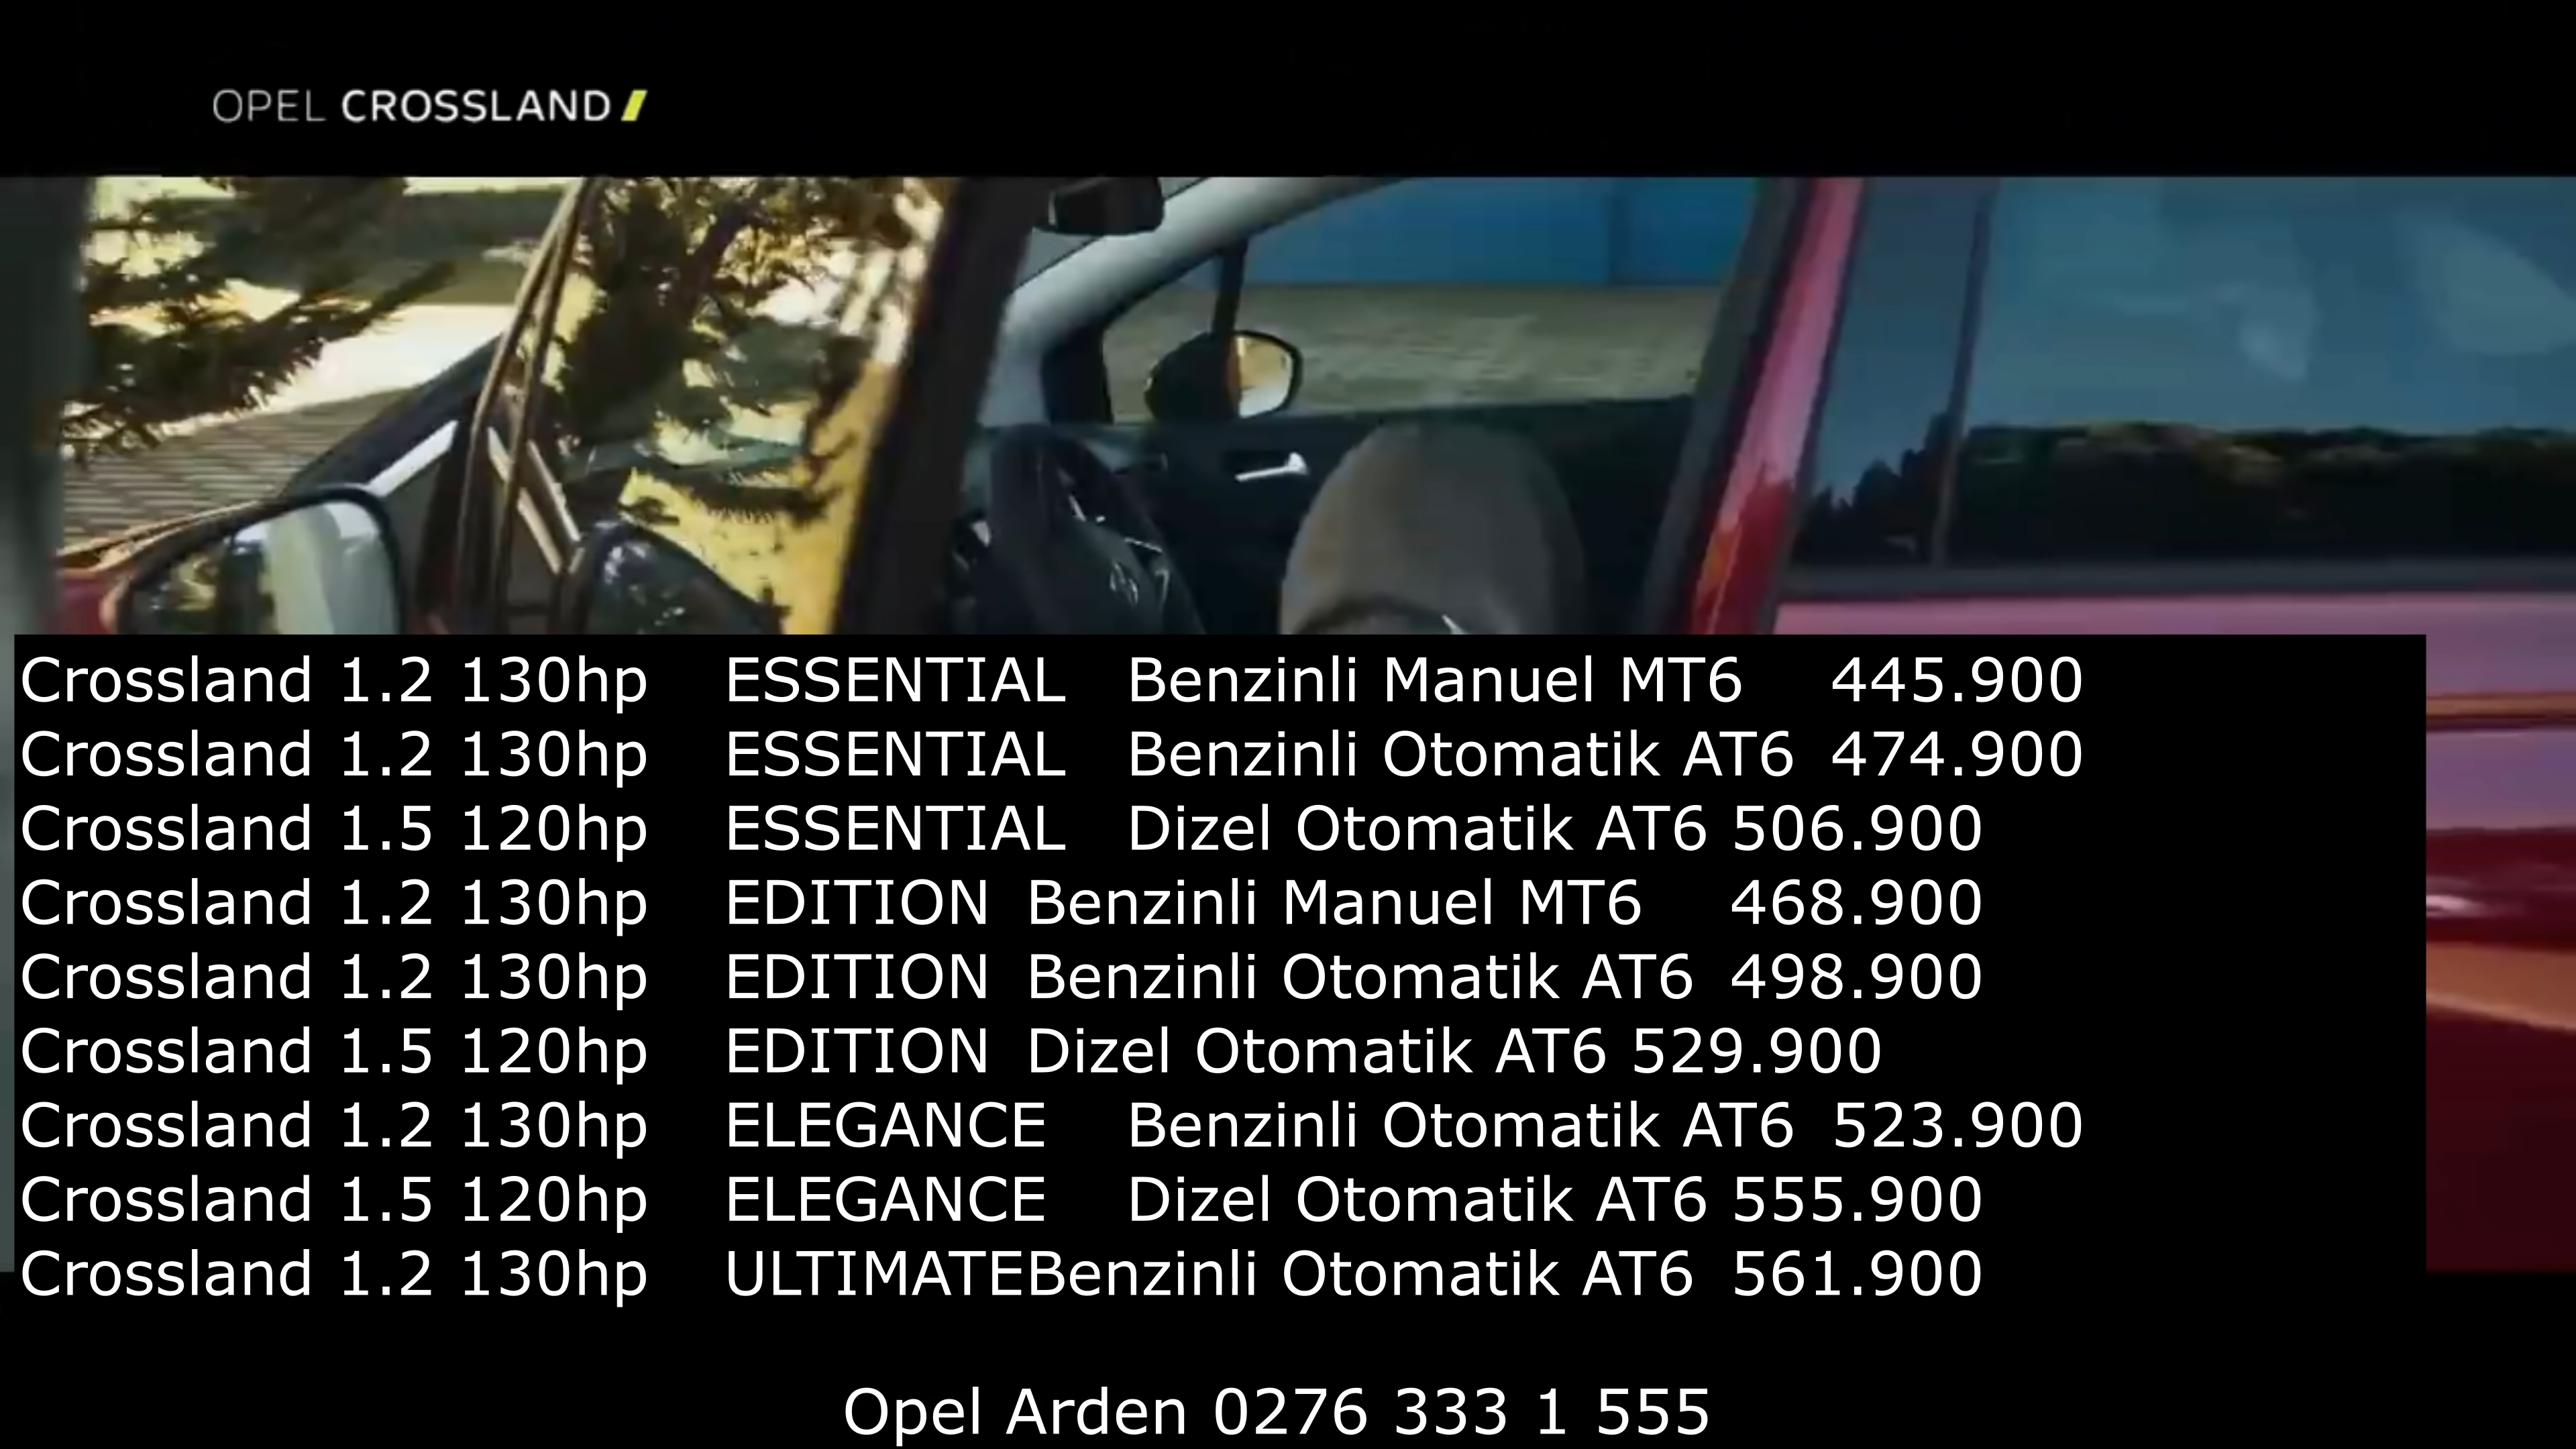 OPEL CROSSLAND
Crossland 1.2 130hp ESSENTIAL Benzinli Manuel MT6 445.900
Crossland 1.2 130hp ESSENTIAL Benzinli Otomatik AT6 474.900
Crossland 1.5 120hp ESSENTIAL Dizel Otomatik AT6 506.900
Crossland 1.2 130hp EDITION Benzinli Manuel MT6 468.900
Crossland 1.2 130hp EDITION Benzinli Otomatik AT6 498.900
Crossland 1.5 120hp EDITION Dizel Otomatik AT6 529.900
Crossland 1.2 130hp ELEGANCE Benzinli Otomatik AT6 523.900
Crossland 1.5 120hp ELEGANCE Dizel Otomatik AT6 555.900
Crossland 1.2 130hp ULTIMATEBenzinli Otomatik AT6 561.900
Opel Arden 0276 333 1 555